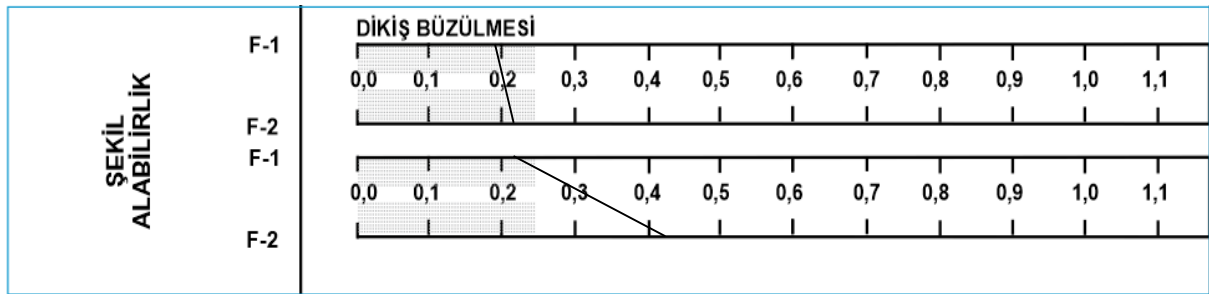 DİKİŞ BÜZÜLMESİ
F-1
0,0 0,1 0,2 0,3 0,4 0,5 0,6 0,7 0,8 0,9 1,0 1,1
F-2
ŞEKİL
ALABİLİRLİK
F-1
0,0 0,1 0,2 0,3 0,4 0,5 0,6 0,7 0,8 0,9 1,0 1,1
F-2